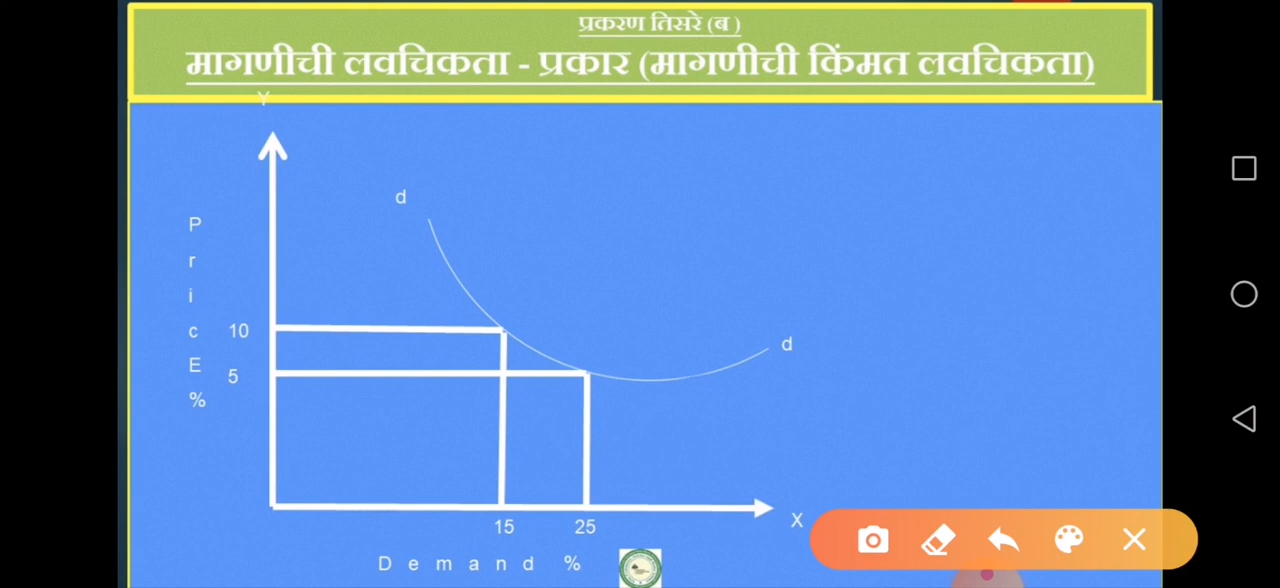 प्रकरण तिसरे (ब )
मागणीची लवचिकता - प्रकार (मागणीची किंमत लवचिकता)
Y
d
P
r
i
c 10
E
5
%
d
15 25
X
D e m a n d %